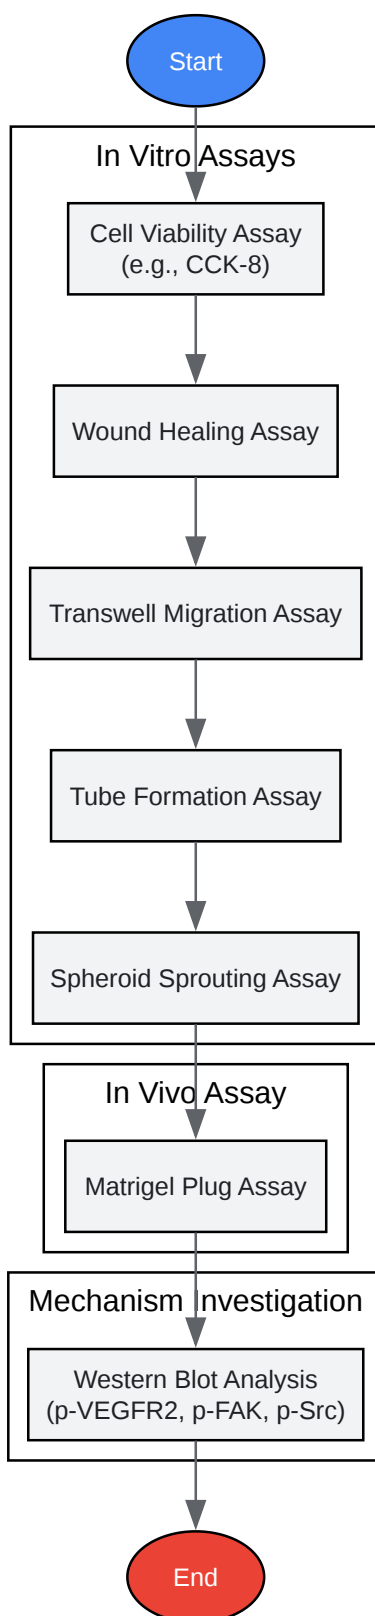 Start
In Vitro Assays
Cell Viability Assay
(e.g., CCK-8)
Wound Healing Assay
Transwell Migration Assay
Tube Formation Assay
Spheroid Sprouting Assay
In Vivo Assay
Matrigel Plug Assay
Mechanism Investigation
Western Blot Analysis
(p-VEGFR2, p-FAK, p-Src)
End